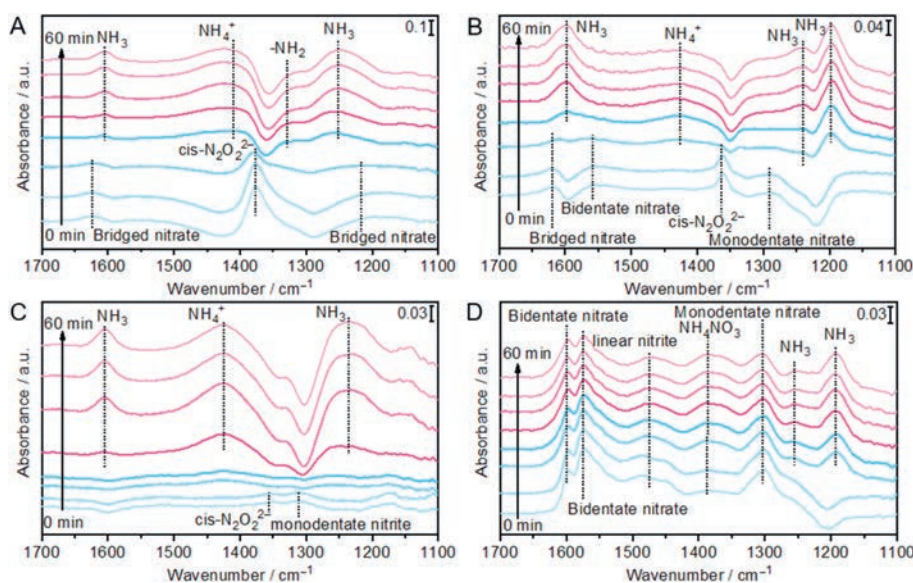 A
60 min
NH₃
NH₄⁺
-NH₂
NH₃
0.1
cis-N₂O₂²⁻
0 min
Bridged nitrate
Bridged nitrate
Absorbance / a.u.
1700 1600 1500 1400 1300 1200 1100
Wavenumber / cm⁻¹
B
60 min
NH₃
NH₄⁺
NH₃
NH₃
0.04
0 min
Bidentate nitrate
cis-N₂O₂²⁻
Bridged nitrate
Monodentate nitrate
Absorbance / a.u.
1700 1600 1500 1400 1300 1200 1100
Wavenumber / cm⁻¹
C
60 min
NH₃
NH₄⁺
NH₃
0.03
0 min
cis-N₂O₂²⁻
monodentate nitrite
Absorbance / a.u.
1700 1600 1500 1400 1300 1200 1100
Wavenumber / cm⁻¹
D
Bidentate nitrate
Monodentate nitrate
0.03
60 min
linear nitrite
NH₄NO₃
NH₃
NH₃
0 min
Bidentate nitrate
Absorbance / a.u.
1700 1600 1500 1400 1300 1200 1100
Wavenumber / cm⁻¹